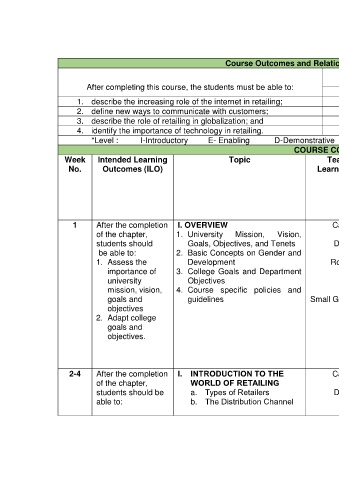 Course Outcomes and Relatio
After completing this course, the students must be able to:
1. describe the increasing role of the internet in retailing;
2. define new ways to communicate with customers;
3. describe the role of retailing in globalization; and
4. identify the importance of technology in retailing.
*Level : I-Introductory E- Enabling D-Demonstrative
COURSE CO
Week No.
Intended Learning
Outcomes (ILO)
Topic
Tea
Learn
1
After the completion
of the chapter,
students should
be able to:
1. Assess the
importance of
university
mission, vision,
goals and
objectives
2. Adapt college
goals and
objectives.
I. OVERVIEW
1. University Mission, Vision,
Goals, Objectives, and Tenets
2. Basic Concepts on Gender and
Development
3. College Goals and Department
Objectives
4. Course specific policies and
guidelines
Ca
D
Ro
Small G
2-4
After the completion
of the chapter,
students should be
able to:
I. INTRODUCTION TO THE
WORLD OF RETAILING
a. Types of Retailers
b. The Distribution Channel
Ca
D